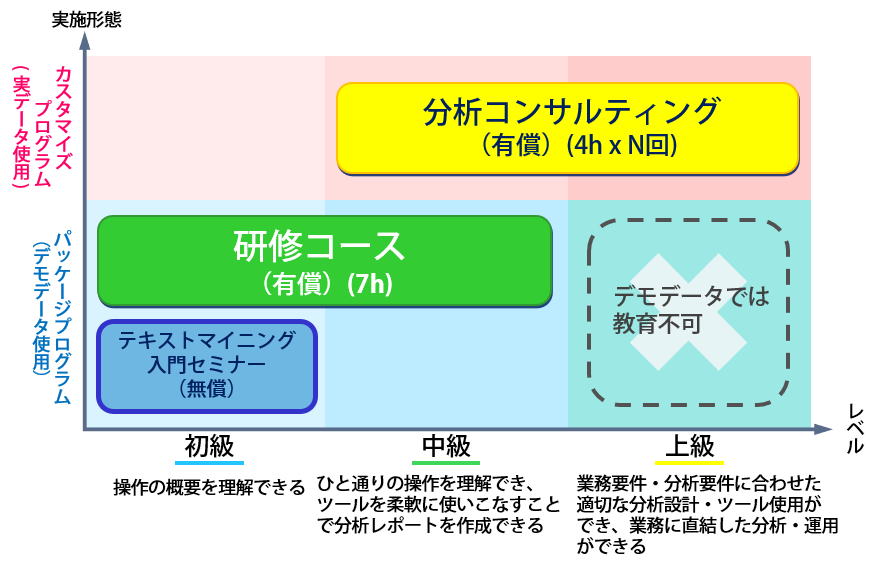 実施形態
カスタマイズ
プログラム
（実データ使用）
分析コンサルティング
（有償）(4h x N回)
パッケージプログラム
（デモデータ使用）
研修コース
（有償）(7h)
テキストマイニング
入門セミナー
（無償）
デモデータでは
教育不可
レベル
初級
中級
上級
操作の概要を理解できる
ひと通りの操作を理解でき、
ツールを柔軟に使いこなすこと
で分析レポートを作成できる
業務要件・分析要件に合わせた
適切な分析設計・ツール使用が
でき、業務に直結した分析・運用
ができる